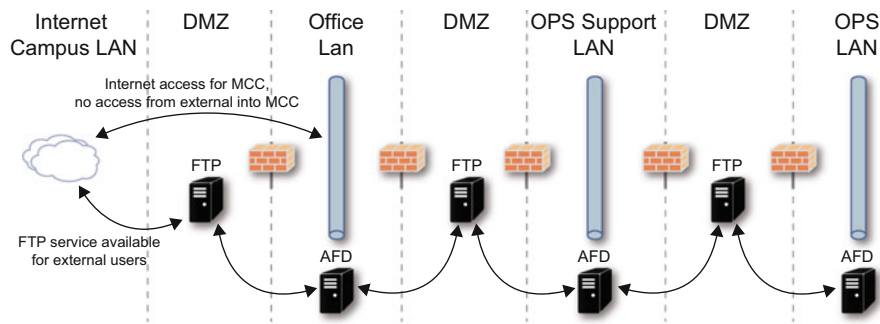 Internet
Campus LAN
DMZ
Office
Lan
DMZ
OPS Support
LAN
DMZ
OPS
LAN
Internet access for MCC,
no access from external into MCC
FTP
FTP
FTP
FTP service available
for external users
AFD
AFD
AFD